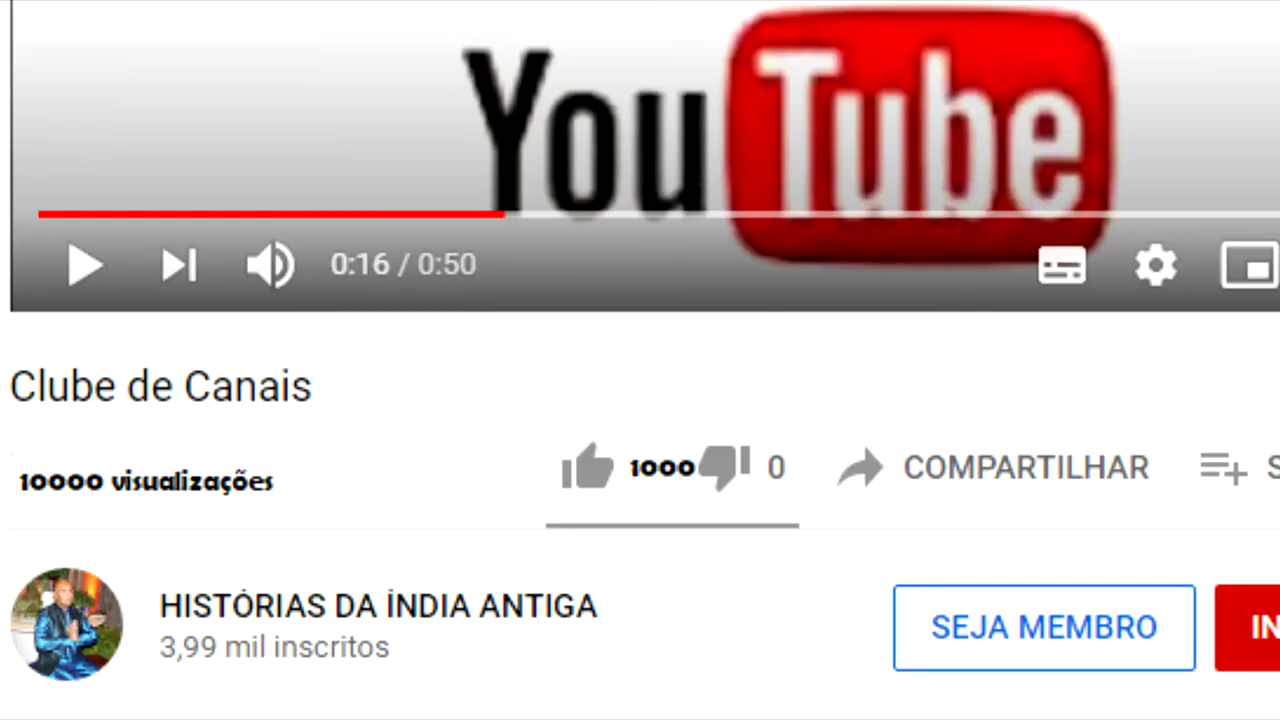 YouTube
0:16 / 0:50
Clube de Canais
10000 visualizações
1000 0 COMPARTILHAR S
HISTÓRIAS DA ÍNDIA ANTIGA
3,99 mil inscritos
SEJA MEMBRO
IN